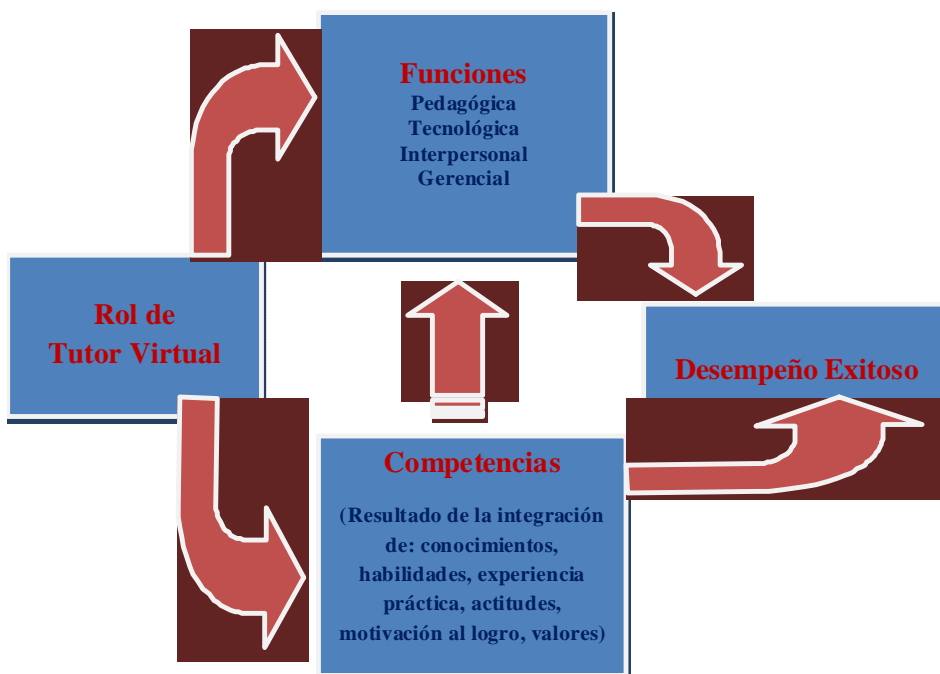 Funciones
Pedagógica
Tecnológica
Interpersonal
Gerencial
Rol de
Tutor Virtual
Desempeño Exitoso
Competencias
(Resultado de la integración
de: conocimientos,
habilidades, experiencia
práctica, actitudes,
motivación al logro, valores)